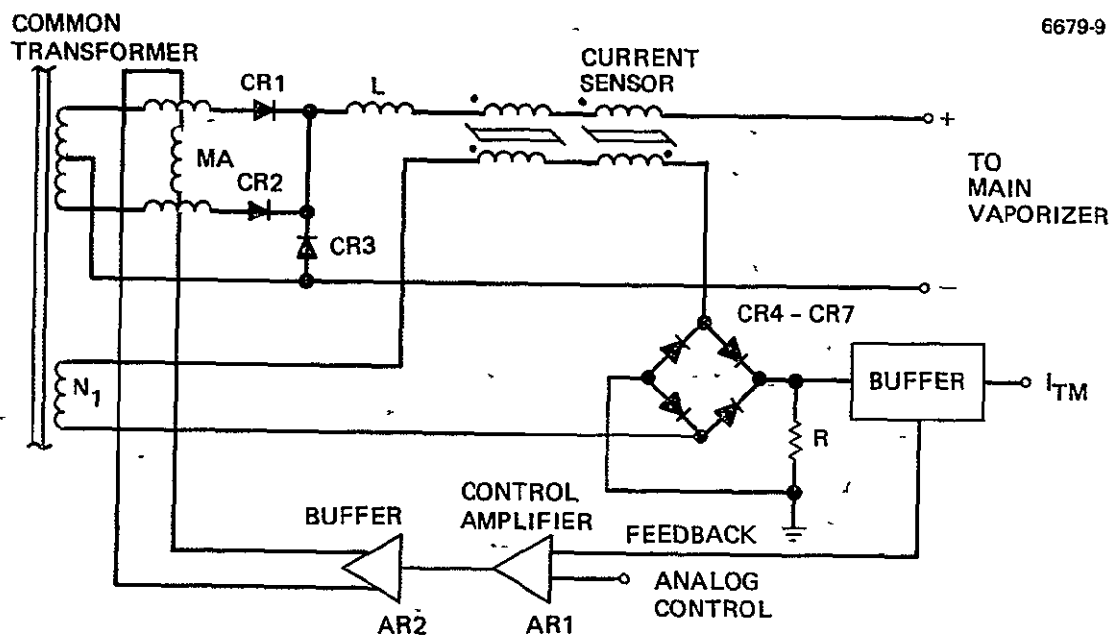 COMMON
TRANSFORMER
6679-9
CR1
L
CURRENT
SENSOR
+
MA
CR2
TO
MAIN
VAPORIZER
CR3
−
CR4 – CR7
N1
BUFFER
ITM
R
CONTROL
AMPLIFIER
BUFFER
FEEDBACK
ANALOG
CONTROL
AR2
AR1